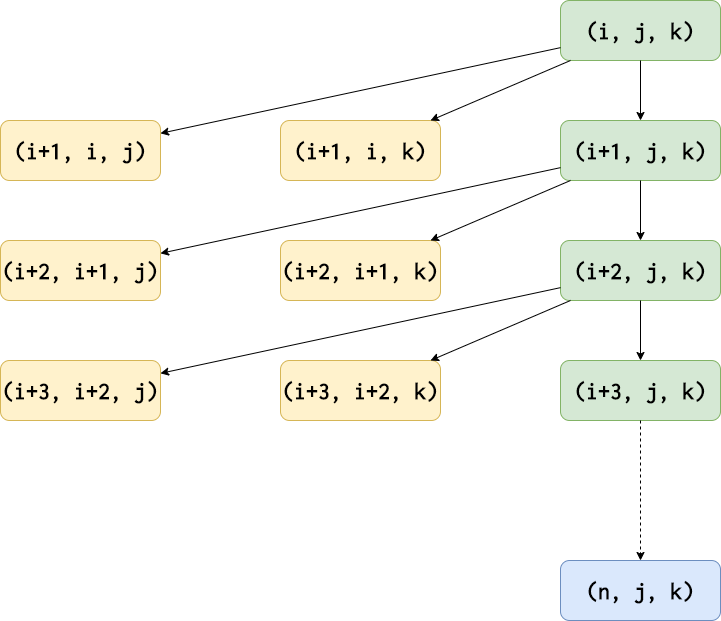 (i, j, k)
(i+1, i, j)
(i+1, i, k)
(i+1, j, k)
(i+2, i+1, j)
(i+2, i+1, k)
(i+2, j, k)
(i+3, i+2, j)
(i+3, i+2, k)
(i+3, j, k)
(n, j, k)